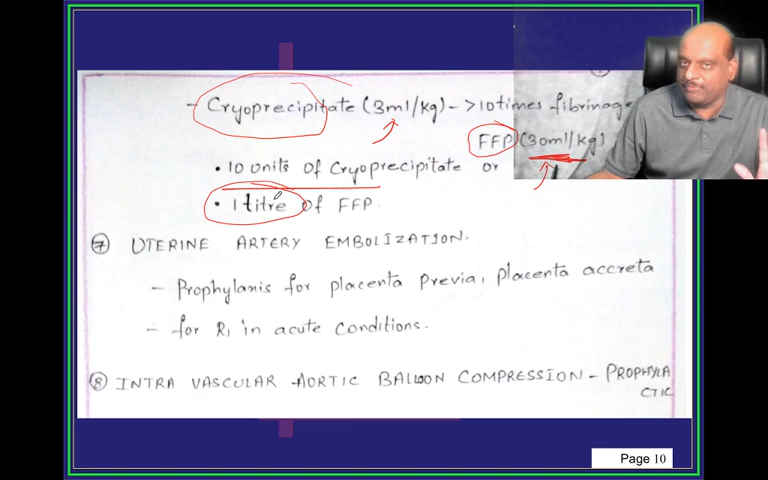 - Cryoprecipitate (3ml/kg) - >10times fibrinoge
FFP (30ml/kg)
• 10 units of Cryoprecipitate or
• 1 litre of FFP.
⑦ UTERINE ARTERY EMBOLIZATION.
- Prophylaxis for placenta previa, placenta accreta
- for Rx in acute conditions.
⑧ INTRA VASCULAR -AORTIC BALLOON COMPRESSION - PROPHYLA
CTIC
Page 10